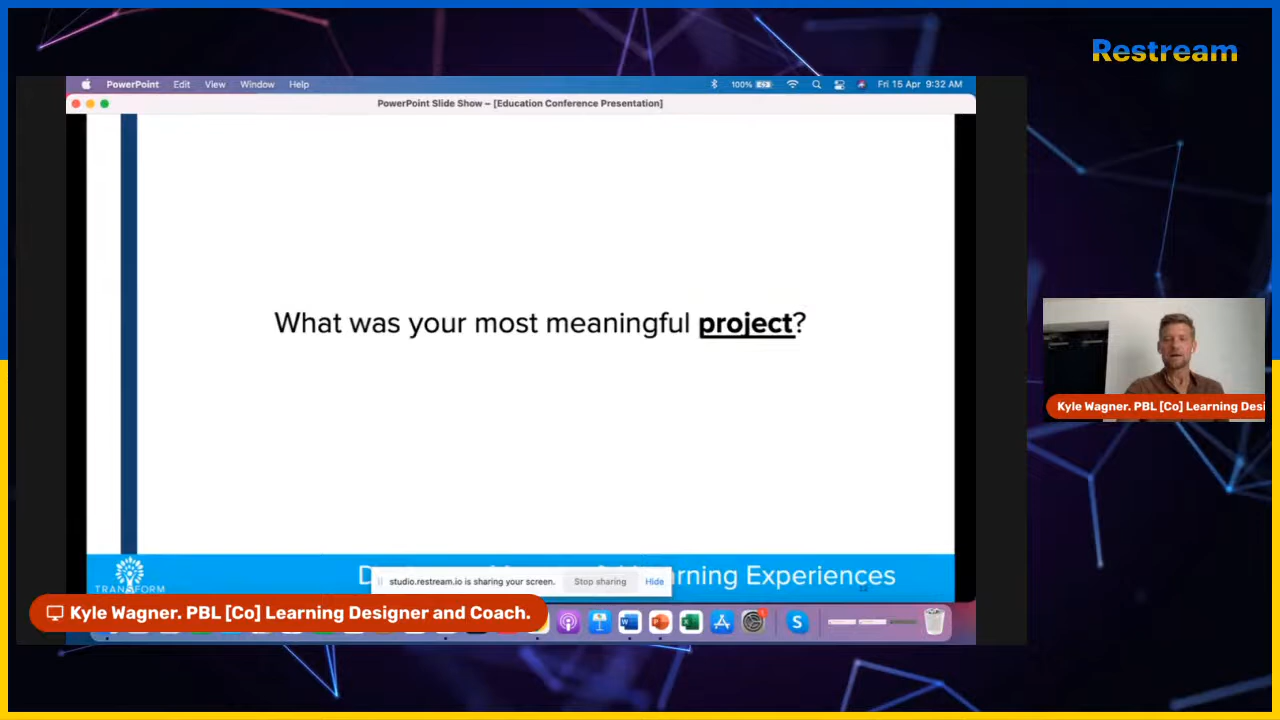 Restream
PowerPoint Edit View Window Help 100% Fri 15 Apr 9:32 AM
PowerPoint Slide Show – [Education Conference Presentation]
What was your most meaningful project?
Kyle Wagner. PBL [Co] Learning Desi
Learning Experiences
studio.restream.io is sharing your screen. Stop sharing Hide
TRANSFORM
Kyle Wagner. PBL [Co] Learning Designer and Coach.